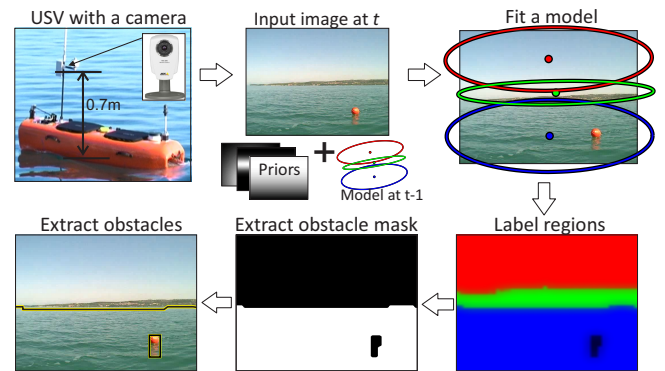 USV with a camera
Input image at t
Fit a model
0.7m
Priors
Model at t-1
Extract obstacles
Extract obstacle mask
Label regions